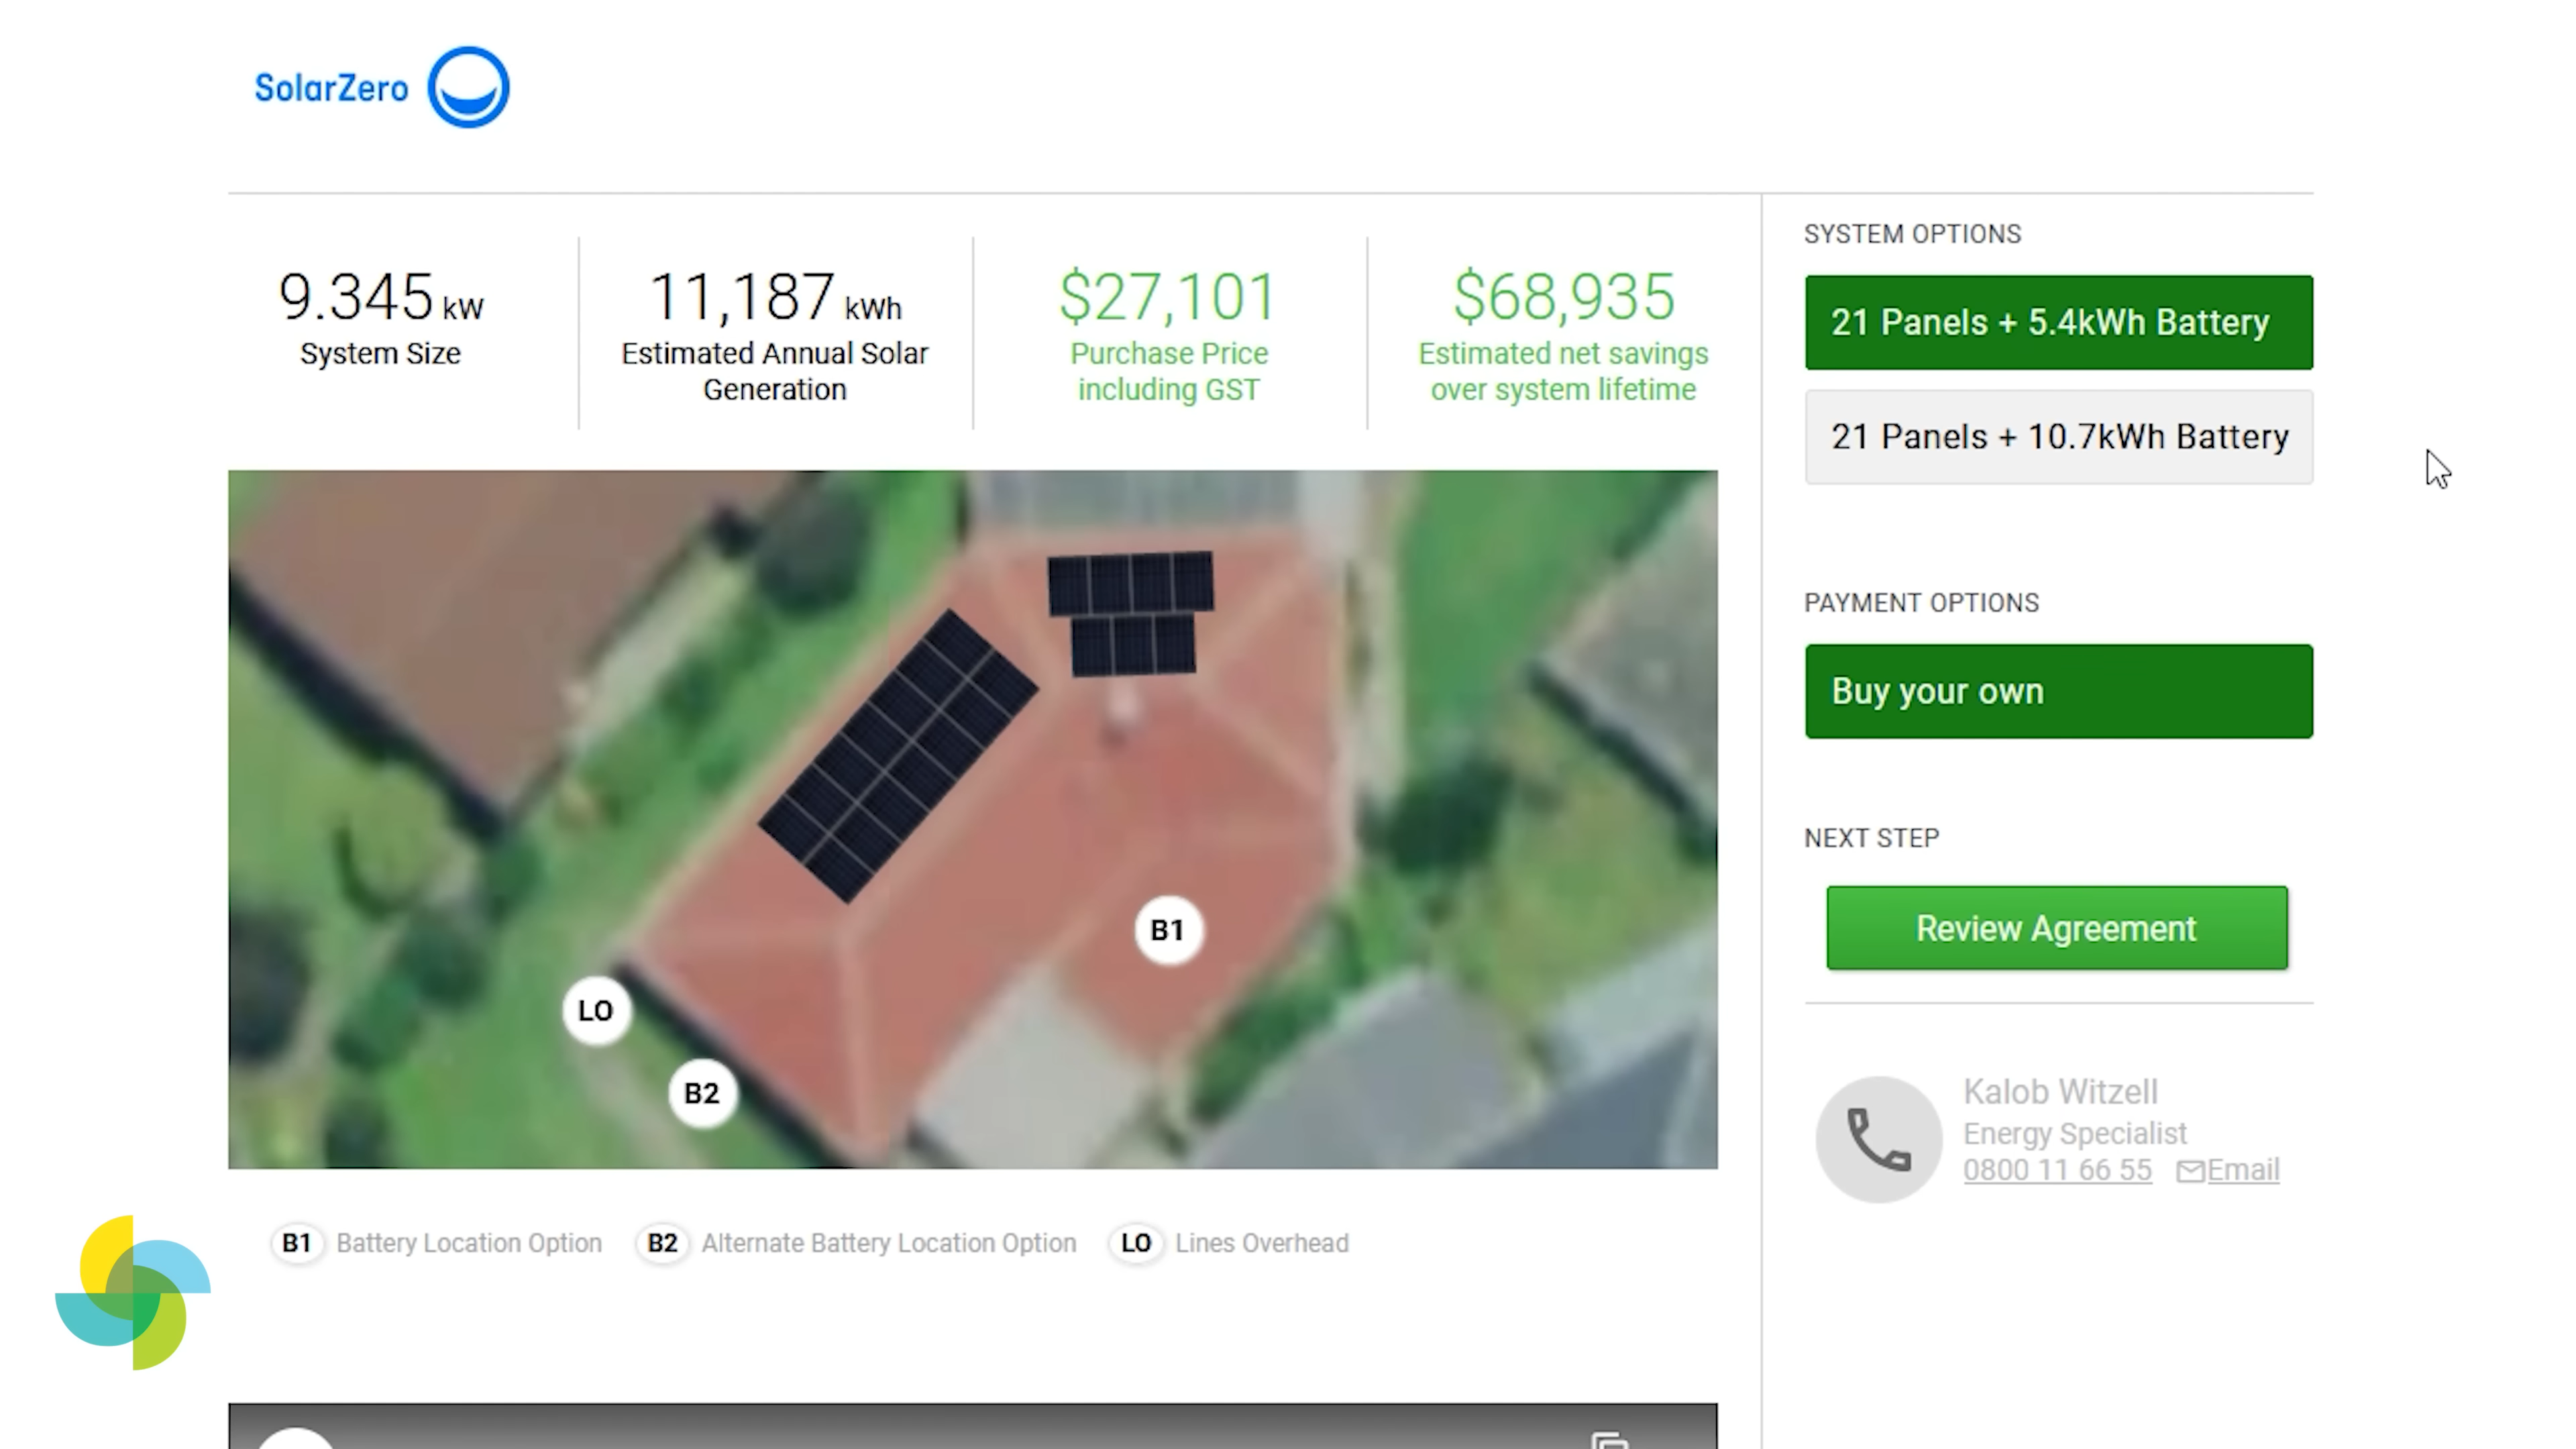 SolarZero
9.345 kW
System Size
11,187 kWh
Estimated Annual Solar
Generation
$27,101
Purchase Price
including GST
$68,935
Estimated net savings
over system lifetime
B1
LO
B2
B1 Battery Location Option B2 Alternate Battery Location Option LO Lines Overhead
SYSTEM OPTIONS
21 Panels + 5.4kWh Battery
21 Panels + 10.7kWh Battery
PAYMENT OPTIONS
Buy your own
NEXT STEP
Review Agreement
Kalob Witzell
Energy Specialist
0800 11 66 55 Email